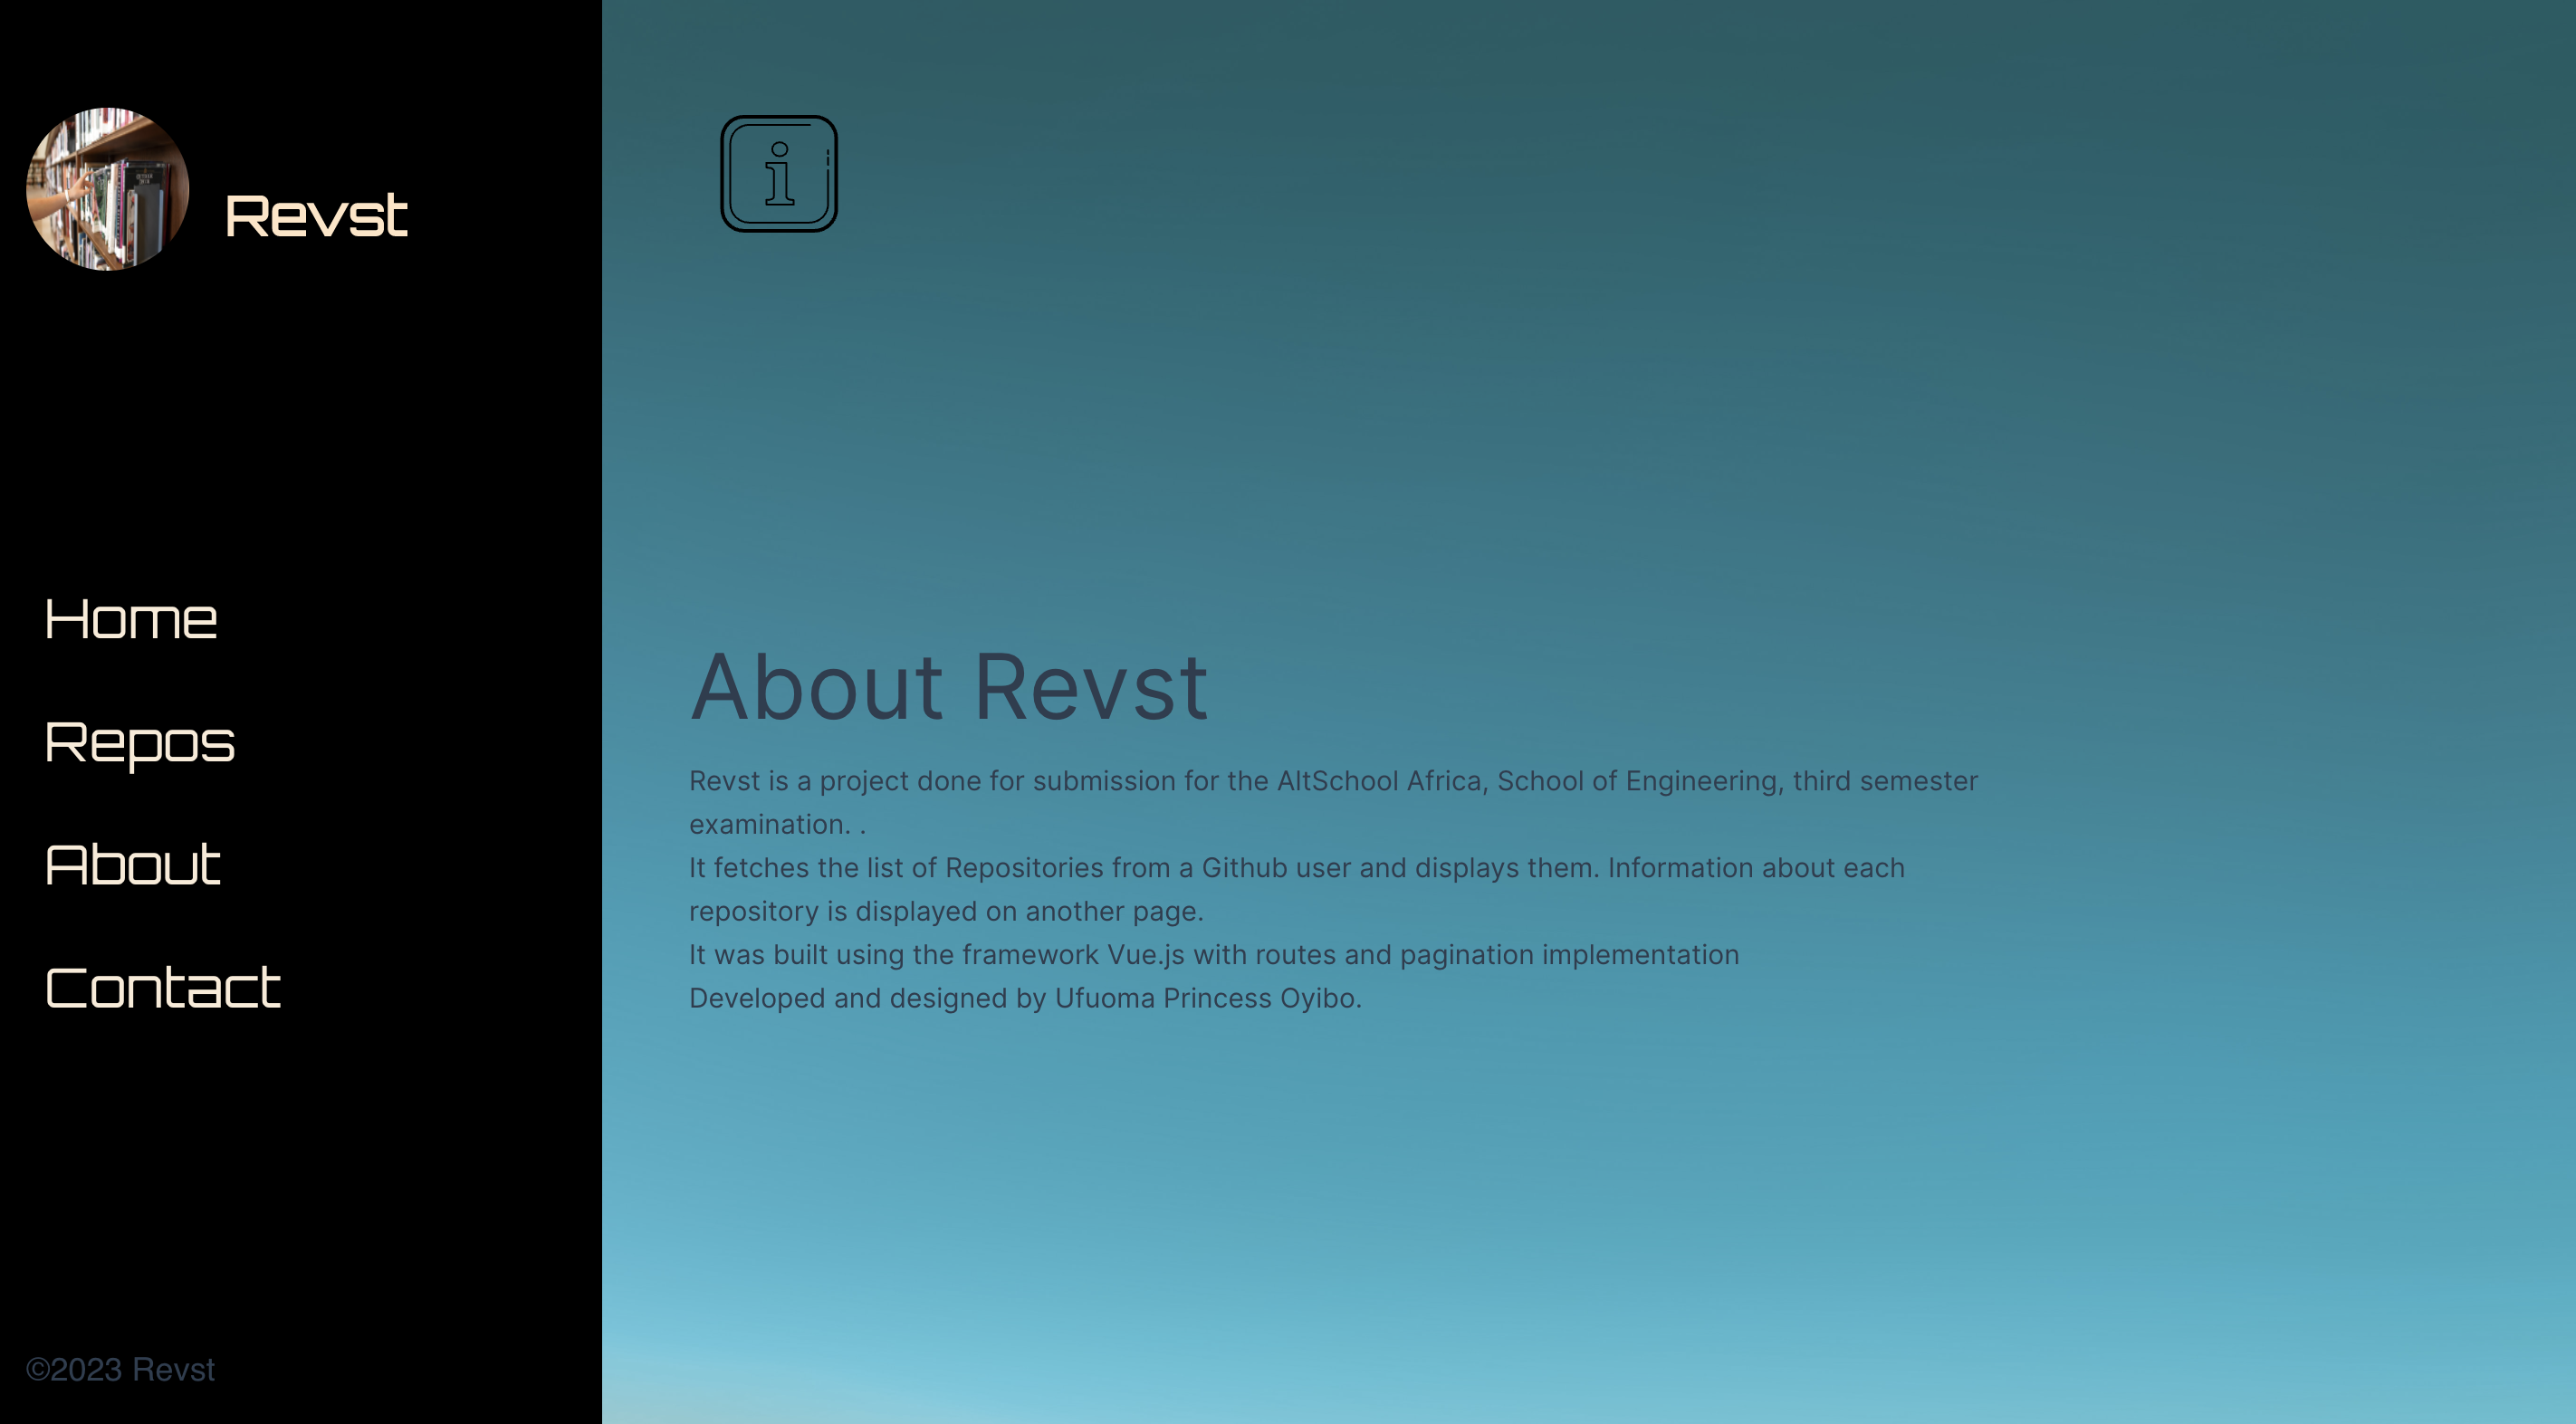 Revst
Home
Repos
About
Contact
©2023 Revst
About Revst
Revst is a project done for submission for the AltSchool Africa, School of Engineering, third semester
examination. .
It fetches the list of Repositories from a Github user and displays them. Information about each
repository is displayed on another page.
It was built using the framework Vue.js with routes and pagination implementation
Developed and designed by Ufuoma Princess Oyibo.